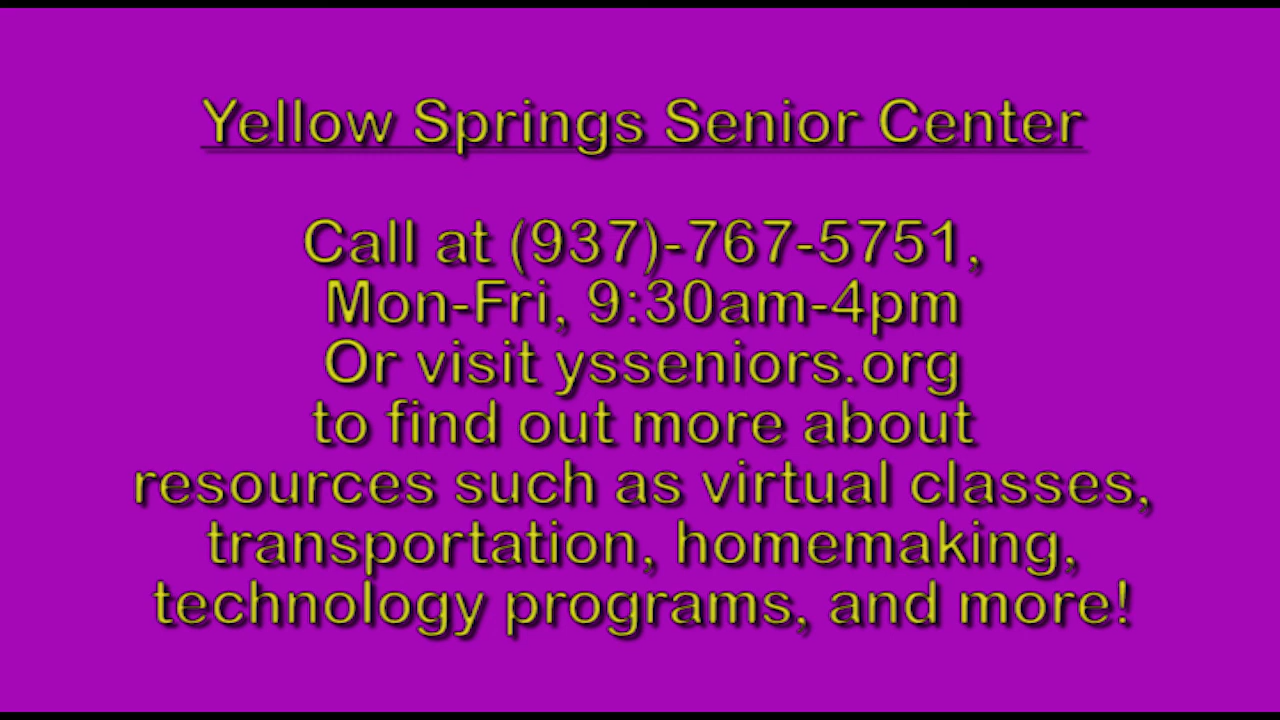 Yellow Springs Senior Center
Call at (937)-767-5751,
Mon-Fri, 9:30am-4pm
Or visit ysseniors.org
to find out more about
resources such as virtual classes,
transportation, homemaking,
technology programs, and more!